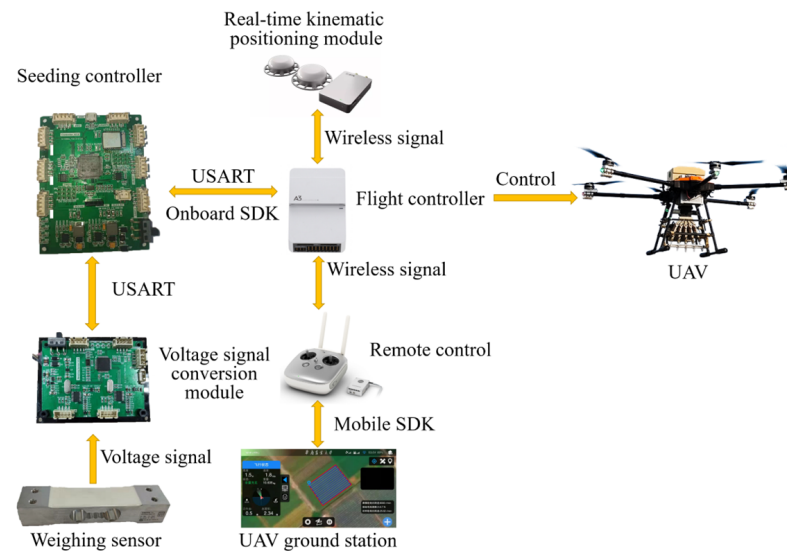 Real-time kinematic
positioning module
Seeding controller
Wireless signal
USART
Onboard SDK
A3
Flight controller
Control
UAV
Wireless signal
USART
Voltage signal
conversion
module
Remote control
Mobile SDK
Voltage signal
Weighing sensor
UAV ground station